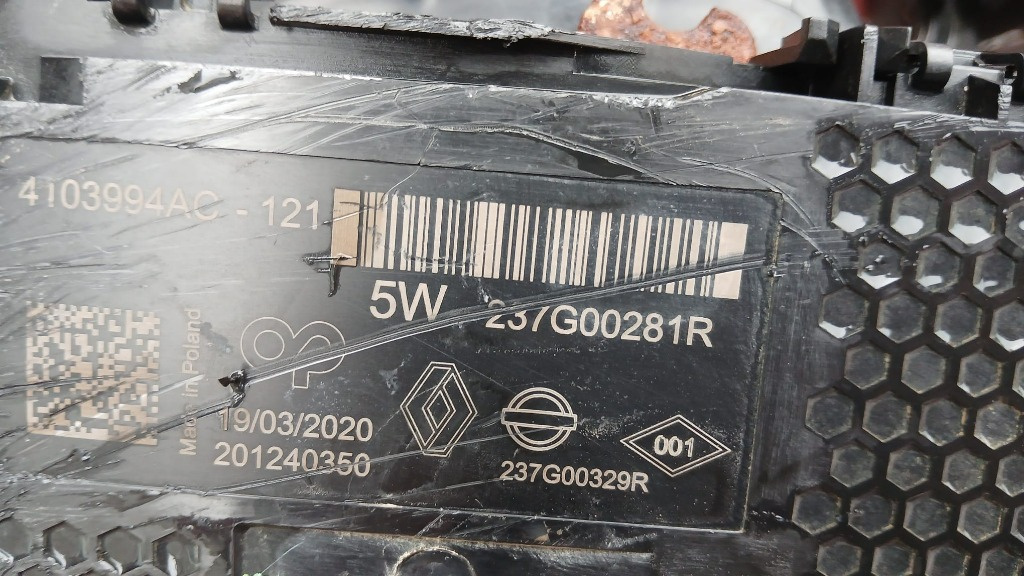 4103994AC - 121
5W 237G00281R
Made In Poland
19/03/2020
201240350
237G00329R
001